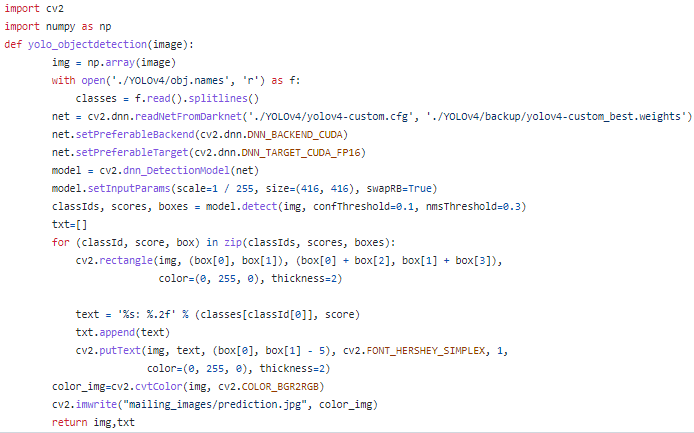 import cv2
import numpy as np
def yolo_objectdetection(image):
        img = np.array(image)
        with open('./YOLOv4/obj.names', 'r') as f:
            classes = f.read().splitlines()
        net = cv2.dnn.readNetFromDarknet('./YOLOv4/yolov4-custom.cfg', './YOLOv4/backup/yolov4-custom_best.weights')
        net.setPreferableBackend(cv2.dnn.DNN_BACKEND_CUDA)
        net.setPreferableTarget(cv2.dnn.DNN_TARGET_CUDA_FP16)
        model = cv2.dnn_DetectionModel(net)
        model.setInputParams(scale=1 / 255, size=(416, 416), swapRB=True)
        classIds, scores, boxes = model.detect(img, confThreshold=0.1, nmsThreshold=0.3)
        txt=[]
        for (classId, score, box) in zip(classIds, scores, boxes):
            cv2.rectangle(img, (box[0], box[1]), (box[0] + box[2], box[1] + box[3]),
                          color=(0, 255, 0), thickness=2)

            text = '%s: %.2f' % (classes[classId[0]], score)
            txt.append(text)
            cv2.putText(img, text, (box[0], box[1] - 5), cv2.FONT_HERSHEY_SIMPLEX, 1,
                        color=(0, 255, 0), thickness=2)
        color_img=cv2.cvtColor(img, cv2.COLOR_BGR2RGB)
        cv2.imwrite("mailing_images/prediction.jpg", color_img)
        return img,txt